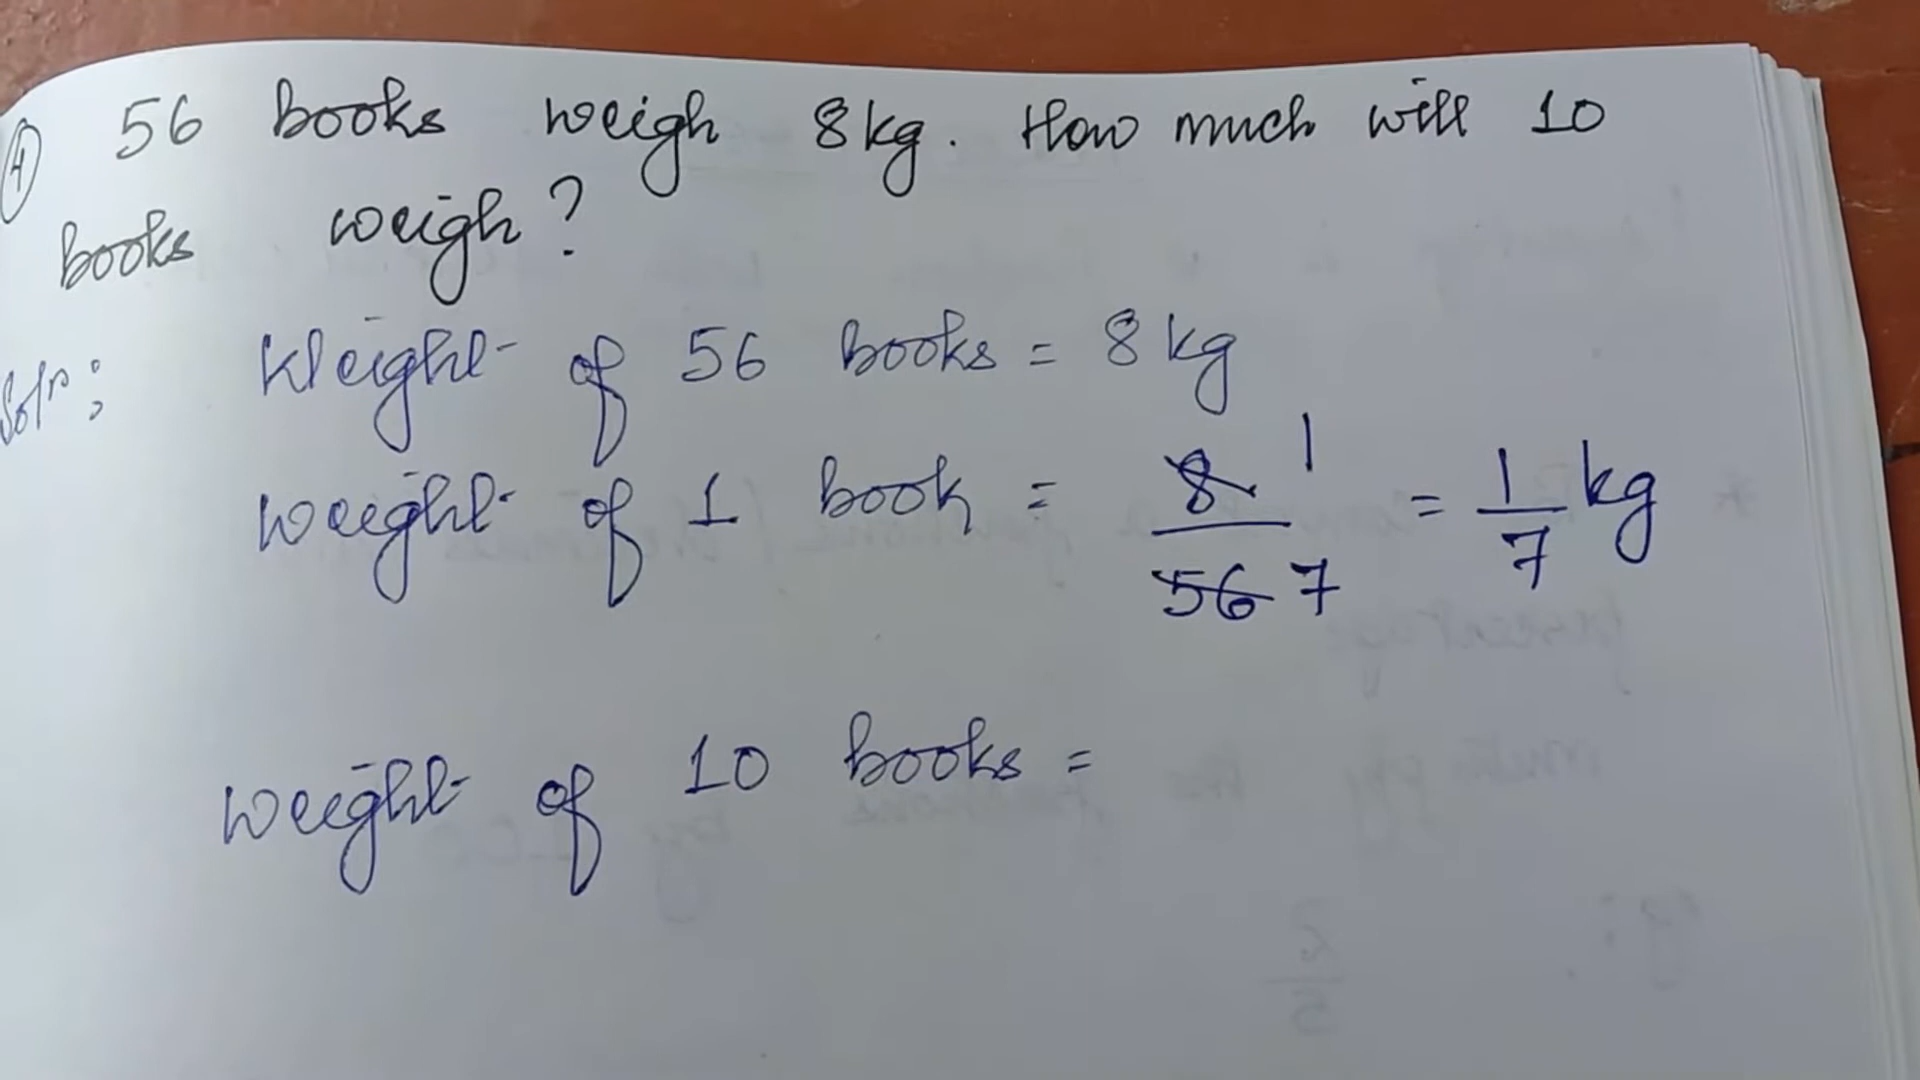 ④ 56 books weigh 8kg. How much will 10
books weigh?
Soln: Weight of 56 books = 8kg
weight of 1 book = 8 1 / 56 7 = 1/7 kg
weight of 10 books =